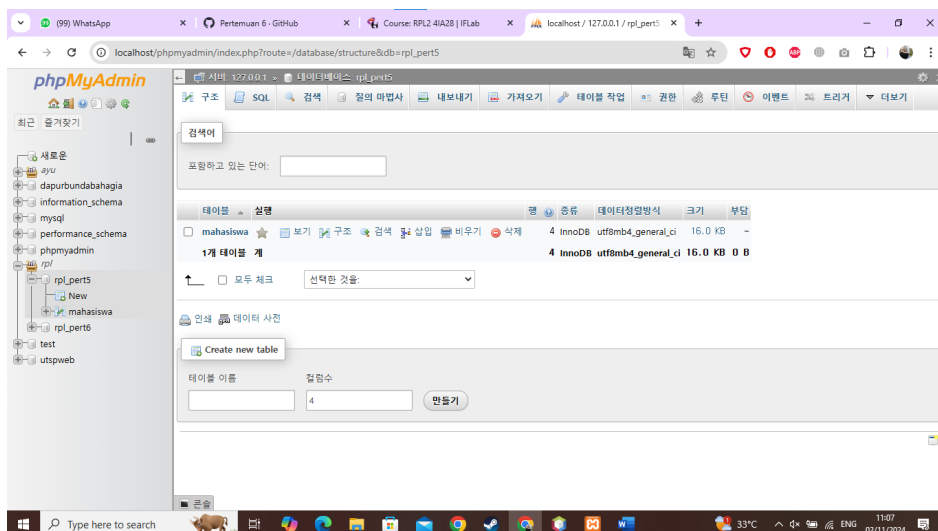 (99) WhatsApp
Pertemuan 6 - GitHub
Course: RPL2 4IA28 | IFLab
localhost / 127.0.0.1 / rpl_pert5
localhost/phpmyadmin/index.php?route=/database/structure&db=rpl_pert5
phpMyAdmin
최근 즐겨찾기
새로운
ayu
dapurbundabahagia
information_schema
mysql
performance_schema
phpmyadmin
rpl
rpl_pert5
New
mahasiswa
rpl_pert6
test
utspweb
서버: 127.0.0.1 » 데이터베이스: rpl_pert5
구조 SQL 검색 질의 마법사 내보내기 가져오기 테이블 작업 권한 루틴 이벤트 트리거 더보기
검색어
포함하고 있는 단어:
테이블 실행 행 종류 데이터정렬방식 크기 부담
mahasiswa 보기 구조 검색 삽입 비우기 삭제 4 InnoDB utf8mb4_general_ci 16.0 KB -
1개 테이블 계 4 InnoDB utf8mb4_general_ci 16.0 KB 0 B
모두 체크 선택한 것을:
인쇄 데이터 사전
Create new table
테이블 이름 컬럼수
4 만들기
콘솔
Type here to search
33°C ENG 11:07
02/11/2024